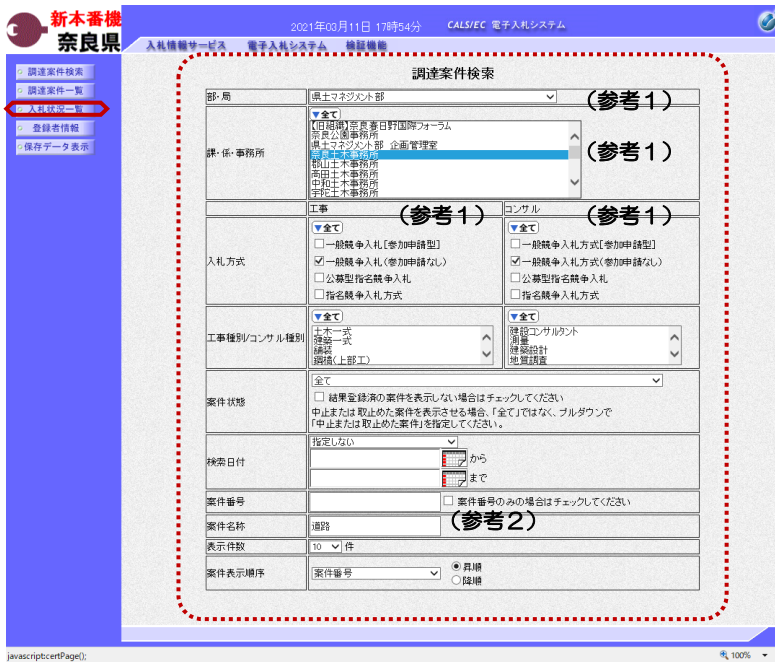 新本番機
奈良県
2021年03月11日 17時54分 CALS/EC 電子入札システム
入札情報サービス 電子入札システム 検証機能
調達案件検索
調達案件一覧
入札状況一覧
登録者情報
保存データ表示
調達案件検索
部・局 県土マネジメント部 (参考1)
課・係・事務所 ▼全て (参考1)
【旧組織】奈良春日野国際フォーラム
奈良公園事務所
県土マネジメント部 企画管理室
奈良土木事務所
郡山土木事務所
高田土木事務所
中和土木事務所
宇陀土木事務所
工事 (参考1) コンサル (参考1)
入札方式 ▼全て ▼全て
一般競争入札[参加申請型] 一般競争入札方式[参加申請型]
一般競争入札(参加申請なし) 一般競争入札方式(参加申請なし)
公募型指名競争入札 公募型指名競争入札
指名競争入札方式 指名競争入札方式
工事種別/コンサル種別 ▼全て ▼全て
土木一式 建設コンサルタント
建築一式 測量
舗装 建築設計
鋼橋(上部工) 地質調査
案件状態 全て
結果登録済の案件を表示しない場合はチェックしてください
中止または取止めた案件を表示させる場合、「全て」ではなく、プルダウンで
「中止または取止めた案件」を指定してください。
検索日付 指定しない
から
まで
案件番号 案件番号のみの場合はチェックしてください
案件名称 道路 (参考2)
表示件数 10 件
案件表示順序 案件番号 昇順
降順
javascript:certPage();
100%